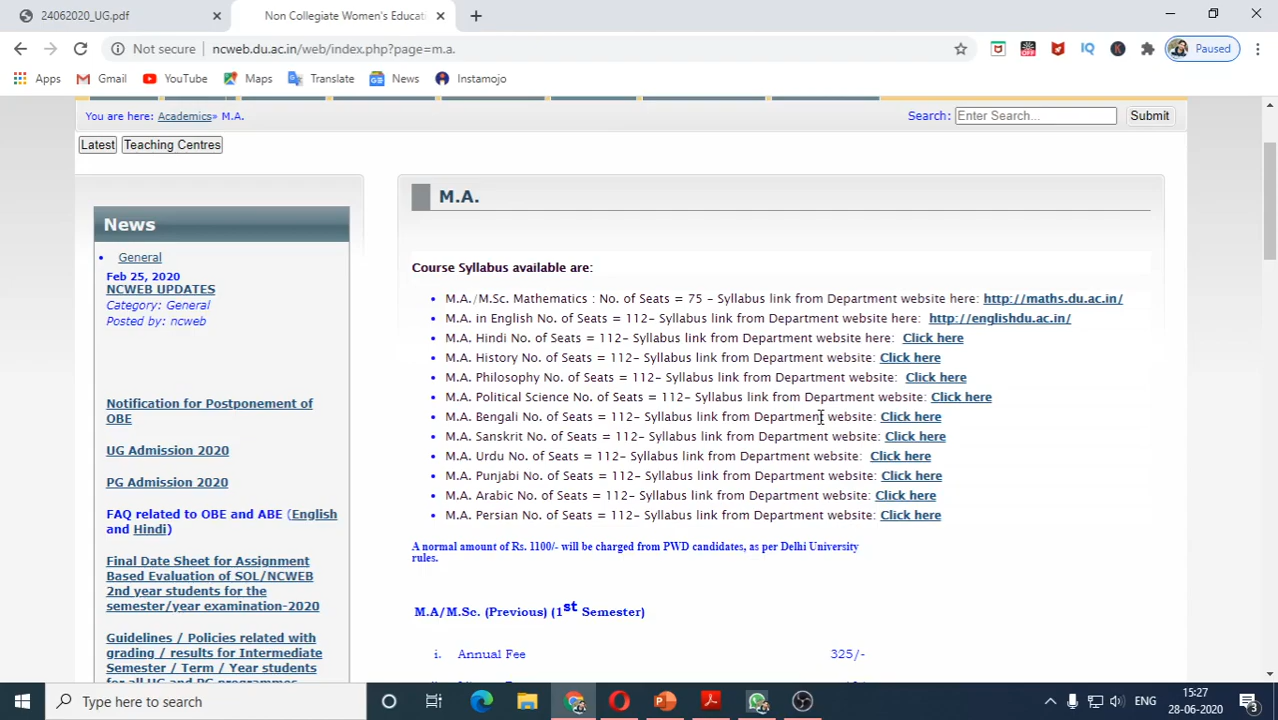 24062020_UG.pdf
Non Collegiate Women's Educat
Not secure
ncweb.du.ac.in/web/index.php?page=m.a.
Paused
Apps
Gmail
YouTube
Maps
Translate
News
Instamojo
You are here: Academics» M.A.
Search:
Enter Search...
Submit
Latest
Teaching Centres
News
General
Feb 25, 2020
NCWEB UPDATES
Category: General
Posted by: ncweb
Notification for Postponement of
OBE
UG Admission 2020
PG Admission 2020
FAQ related to OBE and ABE (English
and Hindi)
Final Date Sheet for Assignment
Based Evaluation of SOL/NCWEB
2nd year students for the
semester/year examination-2020
Guidelines / Policies related with
grading / results for Intermediate
Semester / Term / Year students
for all UG and PG programmes
M.A.
Course Syllabus available are:
M.A./M.Sc. Mathematics : No. of Seats = 75 – Syllabus link from Department website here: http://maths.du.ac.in/
M.A. in English No. of Seats = 112– Syllabus link from Department website here: http://englishdu.ac.in/
M.A. Hindi No. of Seats = 112– Syllabus link from Department website here: Click here
M.A. History No. of Seats = 112– Syllabus link from Department website: Click here
M.A. Philosophy No. of Seats = 112– Syllabus link from Department website: Click here
M.A. Political Science No. of Seats = 112– Syllabus link from Department website: Click here
M.A. Bengali No. of Seats = 112– Syllabus link from Department website: Click here
M.A. Sanskrit No. of Seats = 112– Syllabus link from Department website: Click here
M.A. Urdu No. of Seats = 112– Syllabus link from Department website: Click here
M.A. Punjabi No. of Seats = 112– Syllabus link from Department website: Click here
M.A. Arabic No. of Seats = 112– Syllabus link from Department website: Click here
M.A. Persian No. of Seats = 112– Syllabus link from Department website: Click here
A normal amount of Rs. 1100/- will be charged from PWD candidates, as per Delhi University
rules.
M.A/M.Sc. (Previous) (1st Semester)
i. Annual Fee 325/-
Type here to search
ENG
15:27
28-06-2020
3